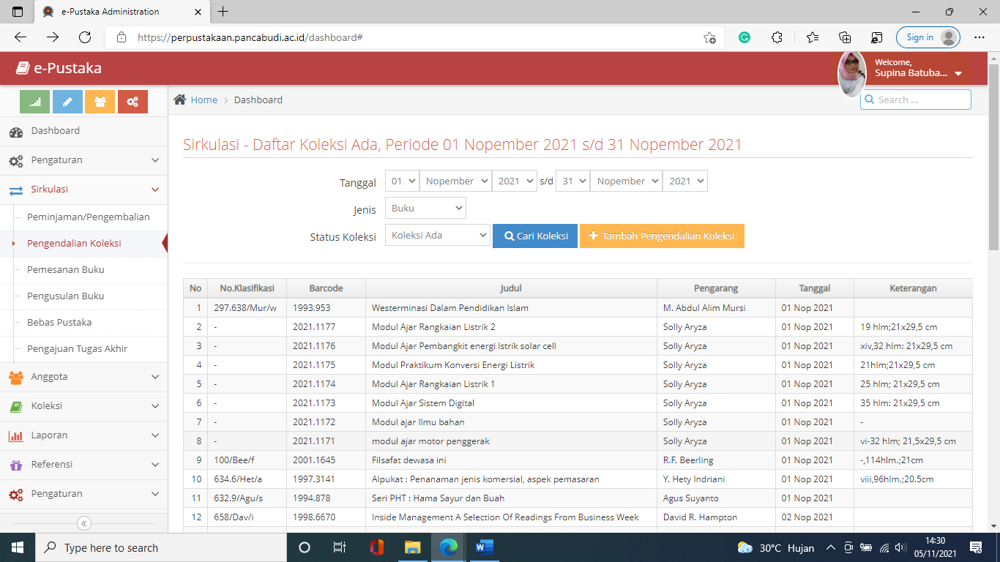 e-Pustaka Administration
https://perpustakaan.pancabudi.ac.id/dashboard#
Sign in
e-Pustaka
Welcome,
Supina Batuba...
Home > Dashboard
Search ...
Dashboard
Pengaturan
Sirkulasi
Peminjaman/Pengembalian
Pengendalian Koleksi
Pemesanan Buku
Pengusulan Buku
Bebas Pustaka
Pengajuan Tugas Akhir
Anggota
Koleksi
Laporan
Referensi
Pengaturan
Sirkulasi - Daftar Koleksi Ada, Periode 01 Nopember 2021 s/d 31 Nopember 2021
Tanggal 01 Nopember 2021 s/d 31 Nopember 2021
Jenis Buku
Status Koleksi Koleksi Ada Cari Koleksi Tambah Pengendalian Koleksi
No No.Klasifikasi Barcode Judul Pengarang Tanggal Keterangan
1 297.638/Mur/w 1993.953 Westerminasi Dalam Pendidikan Islam M. Abdul Alim Mursi 01 Nop 2021
2 - 2021.1177 Modul Ajar Rangkaian Listrik 2 Solly Aryza 01 Nop 2021 19 hlm;21x29,5 cm
3 - 2021.1176 Modul Ajar Pembangkit energi lstrik solar cell Solly Aryza 01 Nop 2021 xiv,32 hlm: 21x29,5 cm
4 - 2021.1175 Modul Praktikum Konversi Energi Listrik Solly Aryza 01 Nop 2021 21hlm;21x29,5 cm
5 - 2021.1174 Modul Ajar Rangkaian Listrik 1 Solly Aryza 01 Nop 2021 25 hlm; 21x29,5 cm
6 - 2021.1173 Modul Ajar Sistem Digital Solly Aryza 01 Nop 2021 35 hlm: 21x29,5 cm
7 - 2021.1172 Modul ajar Ilmu bahan Solly Aryza 01 Nop 2021 -
8 - 2021.1171 modul ajar motor penggerak Solly Aryza 01 Nop 2021 vi-32 hlm; 21,5x29,5 cm
9 100/Bee/f 2001.1645 Filsafat dewasa ini R.F. Beerling 01 Nop 2021 -,114hlm.;21cm
10 634.6/Het/a 1997.3141 Alpukat : Penanaman jenis komersial, aspek pemasaran Y. Hety Indriani 01 Nop 2021 viii,96hlm.;20.5cm
11 632.9/Agu/s 1994.878 Seri PHT : Hama Sayur dan Buah Agus Suyanto 01 Nop 2021
12 658/Dav/i 1998.6670 Inside Management A Selection Of Readings From Business Week David R. Hampton 02 Nop 2021
Type here to search
30°C Hujan
14:30
05/11/2021